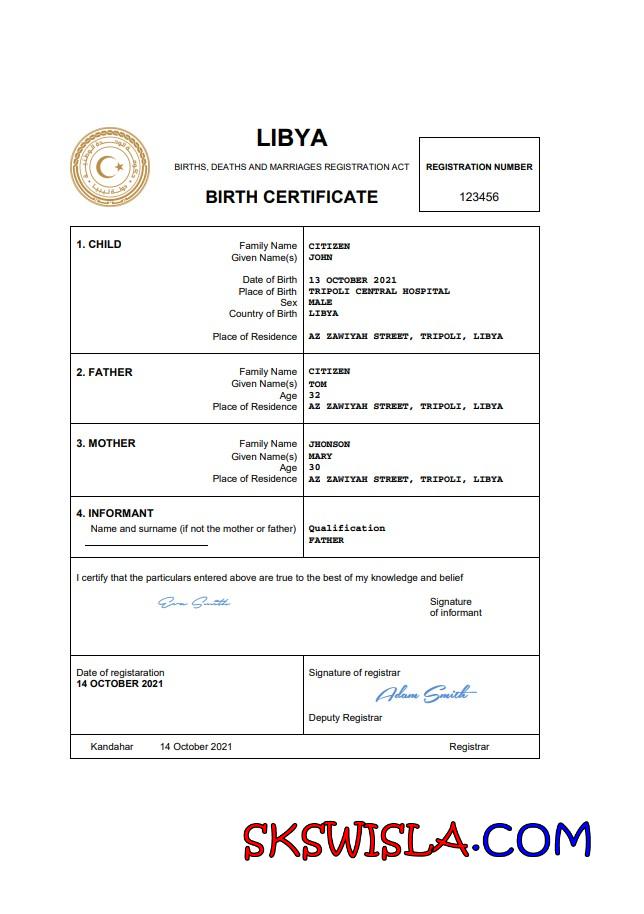 LIBYA
BIRTHS, DEATHS AND MARRIAGES REGISTRATION ACT
BIRTH CERTIFICATE
REGISTRATION NUMBER
123456
1. CHILD
Family Name CITIZEN
Given Name(s) JOHN
Date of Birth 13 OCTOBER 2021
Place of Birth TRIPOLI CENTRAL HOSPITAL
Sex MALE
Country of Birth LIBYA
Place of Residence AZ ZAWIYAH STREET, TRIPOLI, LIBYA
2. FATHER
Family Name CITIZEN
Given Name(s) TOM
Age 32
Place of Residence AZ ZAWIYAH STREET, TRIPOLI, LIBYA
3. MOTHER
Family Name JHONSON
Given Name(s) MARY
Age 30
Place of Residence AZ ZAWIYAH STREET, TRIPOLI, LIBYA
4. INFORMANT
Name and surname (if not the mother or father) Qualification
FATHER
I certify that the particulars entered above are true to the best of my knowledge and belief
Eva Smith Signature
of informant
Date of registaration
14 OCTOBER 2021
Signature of registrar
Adam Smith
Deputy Registrar
Kandahar 14 October 2021 Registrar
SKSWISLA.COM